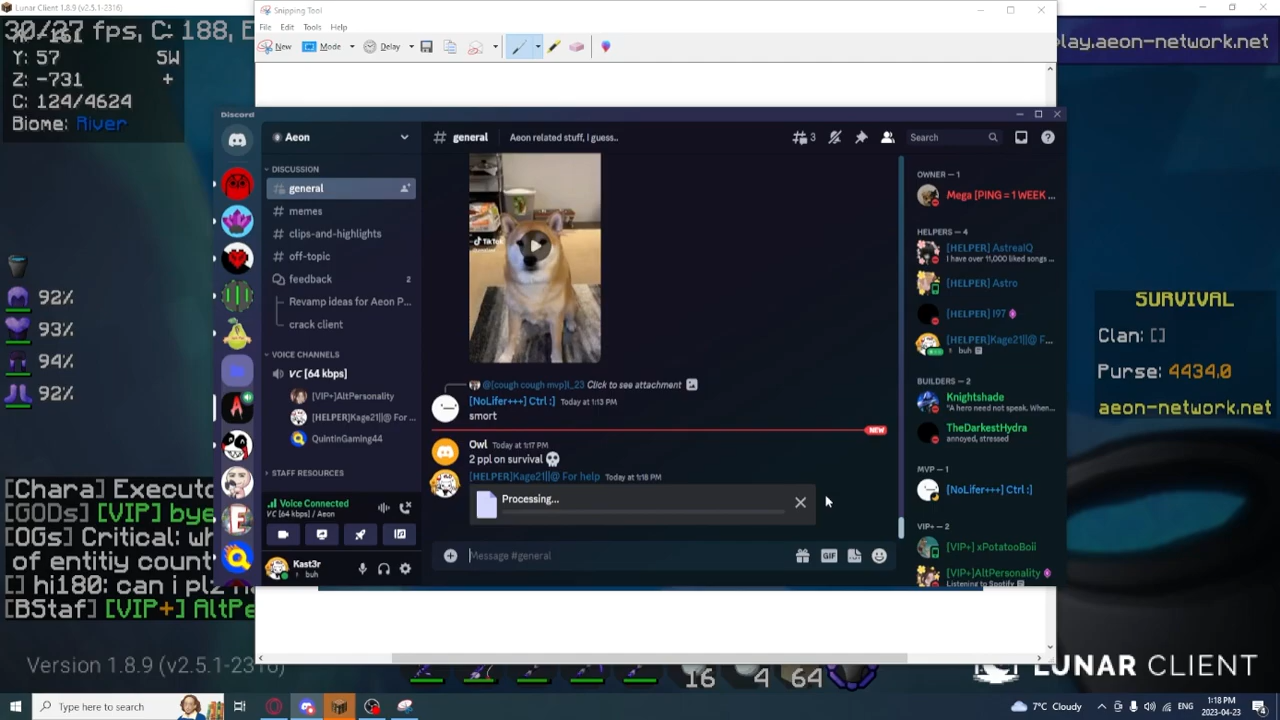 Lunar Client 1.8.9 (v2.5.1-2316)
30/27 fps, C: 188, E
Y: 57 SW
Z: -731 +
C: 124/4624
Biome: River
92%
93%
94%
92%
[Chara] Executo
[GODs] [VIP] bye
[OGs] Critical: wh
of entitiy count
[] hi180: can i plz
[BStaf] [VIP+] AltPe
Version 1.8.9 (v2.5.1-2316)
Snipping Tool
File Edit Tools Help
New Mode Delay
Discord
Aeon
DISCUSSION
general
memes
clips-and-highlights
off-topic
feedback 2
Revamp ideas for Aeon P...
crack client
VOICE CHANNELS
VC [64 kbps]
[VIP+]AltPersonality
[HELPER]Kage21||@ For ...
QuintinGaming44
STAFF RESOURCES
Voice Connected
VC [64 kbps] / Aeon
Kast3r
buh
# general Aeon related stuff, I guess.. 3 Search
TikTok
@[cough cough mvp]l_23 Click to see attachment
[NoLifer+++] Ctrl :] Today at 1:13 PM
smort
NEW
Owl Today at 1:17 PM
2 ppl on survival 💀
[HELPER]Kage21||@ For help Today at 1:18 PM
Processing...
Message #general
GIF
OWNER — 1
Mega [PING = 1 WEEK ...
HELPERS — 4
[HELPER] AstrealQ
I have over 11,000 liked songs ...
[HELPER] Astro
[HELPER] I97
[HELPER]Kage21||@ F...
buh
BUILDERS — 2
Knightshade
"A hero need not speak. When...
TheDarkestHydra
annoyed, stressed
MVP — 1
[NoLifer+++] Ctrl :]
VIP+ — 2
[VIP+] xPotatooBoii
[VIP+]AltPersonality
Listening to Spotify
play.aeon-network.net
SURVIVAL
Clan: []
Purse: 4434.0
aeon-network.net
16 4 64
LUNAR CLIENT
Type here to search
7°C Cloudy
ENG
1:18 PM
2023-04-23
4